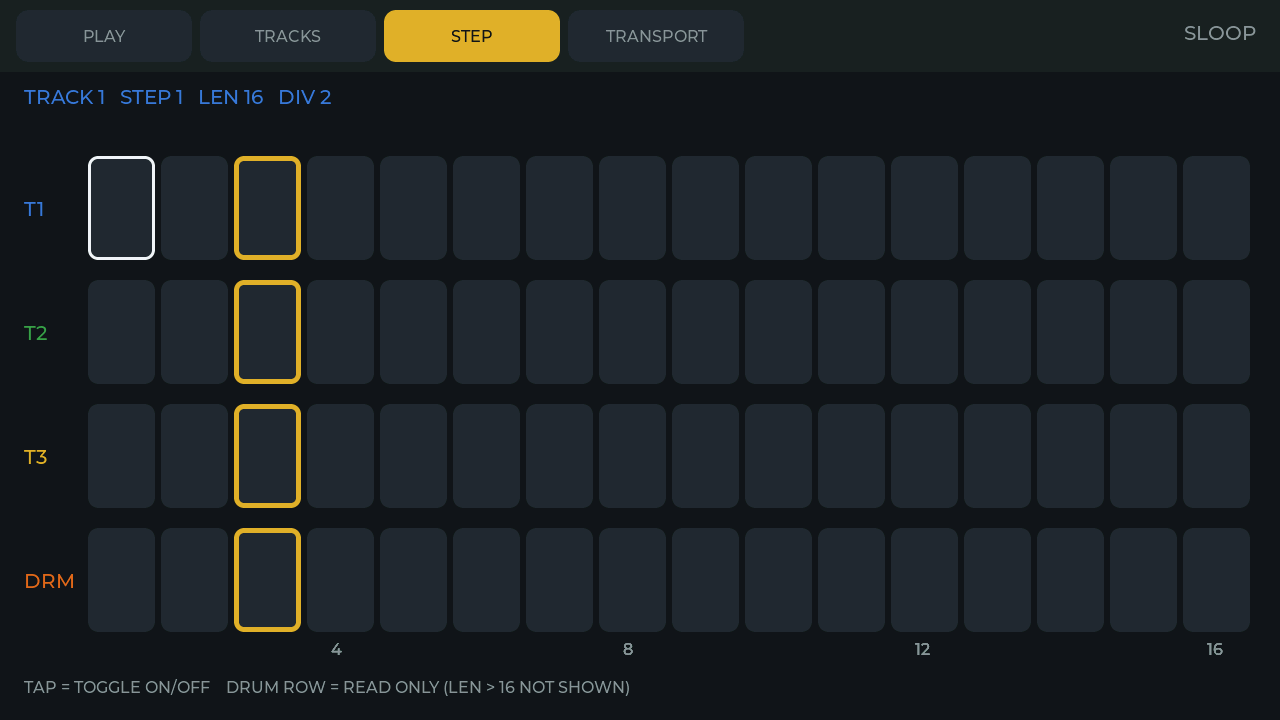 PLAY TRACKS STEP TRANSPORT SLOOP
TRACK 1 STEP 1 LEN 16 DIV 2
T1
T2
T3
DRM
4 8 12 16
TAP = TOGGLE ON/OFF DRUM ROW = READ ONLY (LEN > 16 NOT SHOWN)